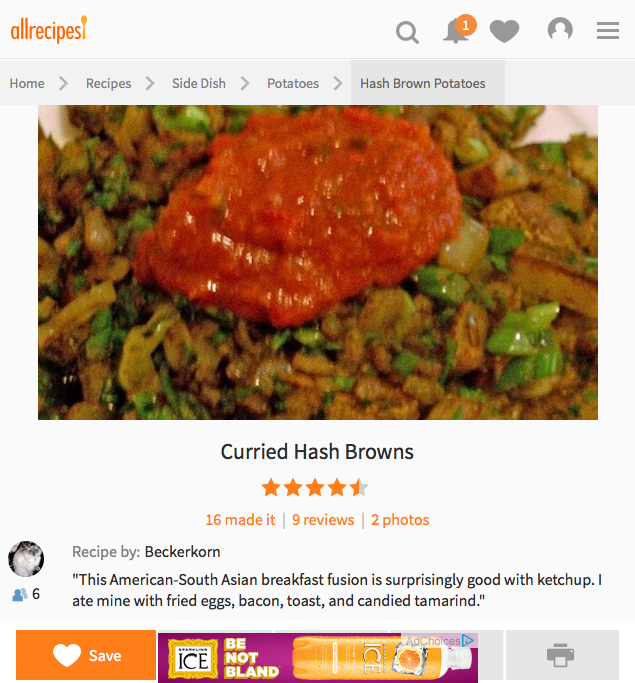 allrecipes
1
Home Recipes Side Dish Potatoes Hash Brown Potatoes
Curried Hash Browns
16 made it | 9 reviews | 2 photos
Recipe by: Beckerkorn
6
"This American-South Asian breakfast fusion is surprisingly good with ketchup. I
ate mine with fried eggs, bacon, toast, and candied tamarind."
Save
SPARKLING
ICE
BE
NOT
BLAND
ICE
AdChoices